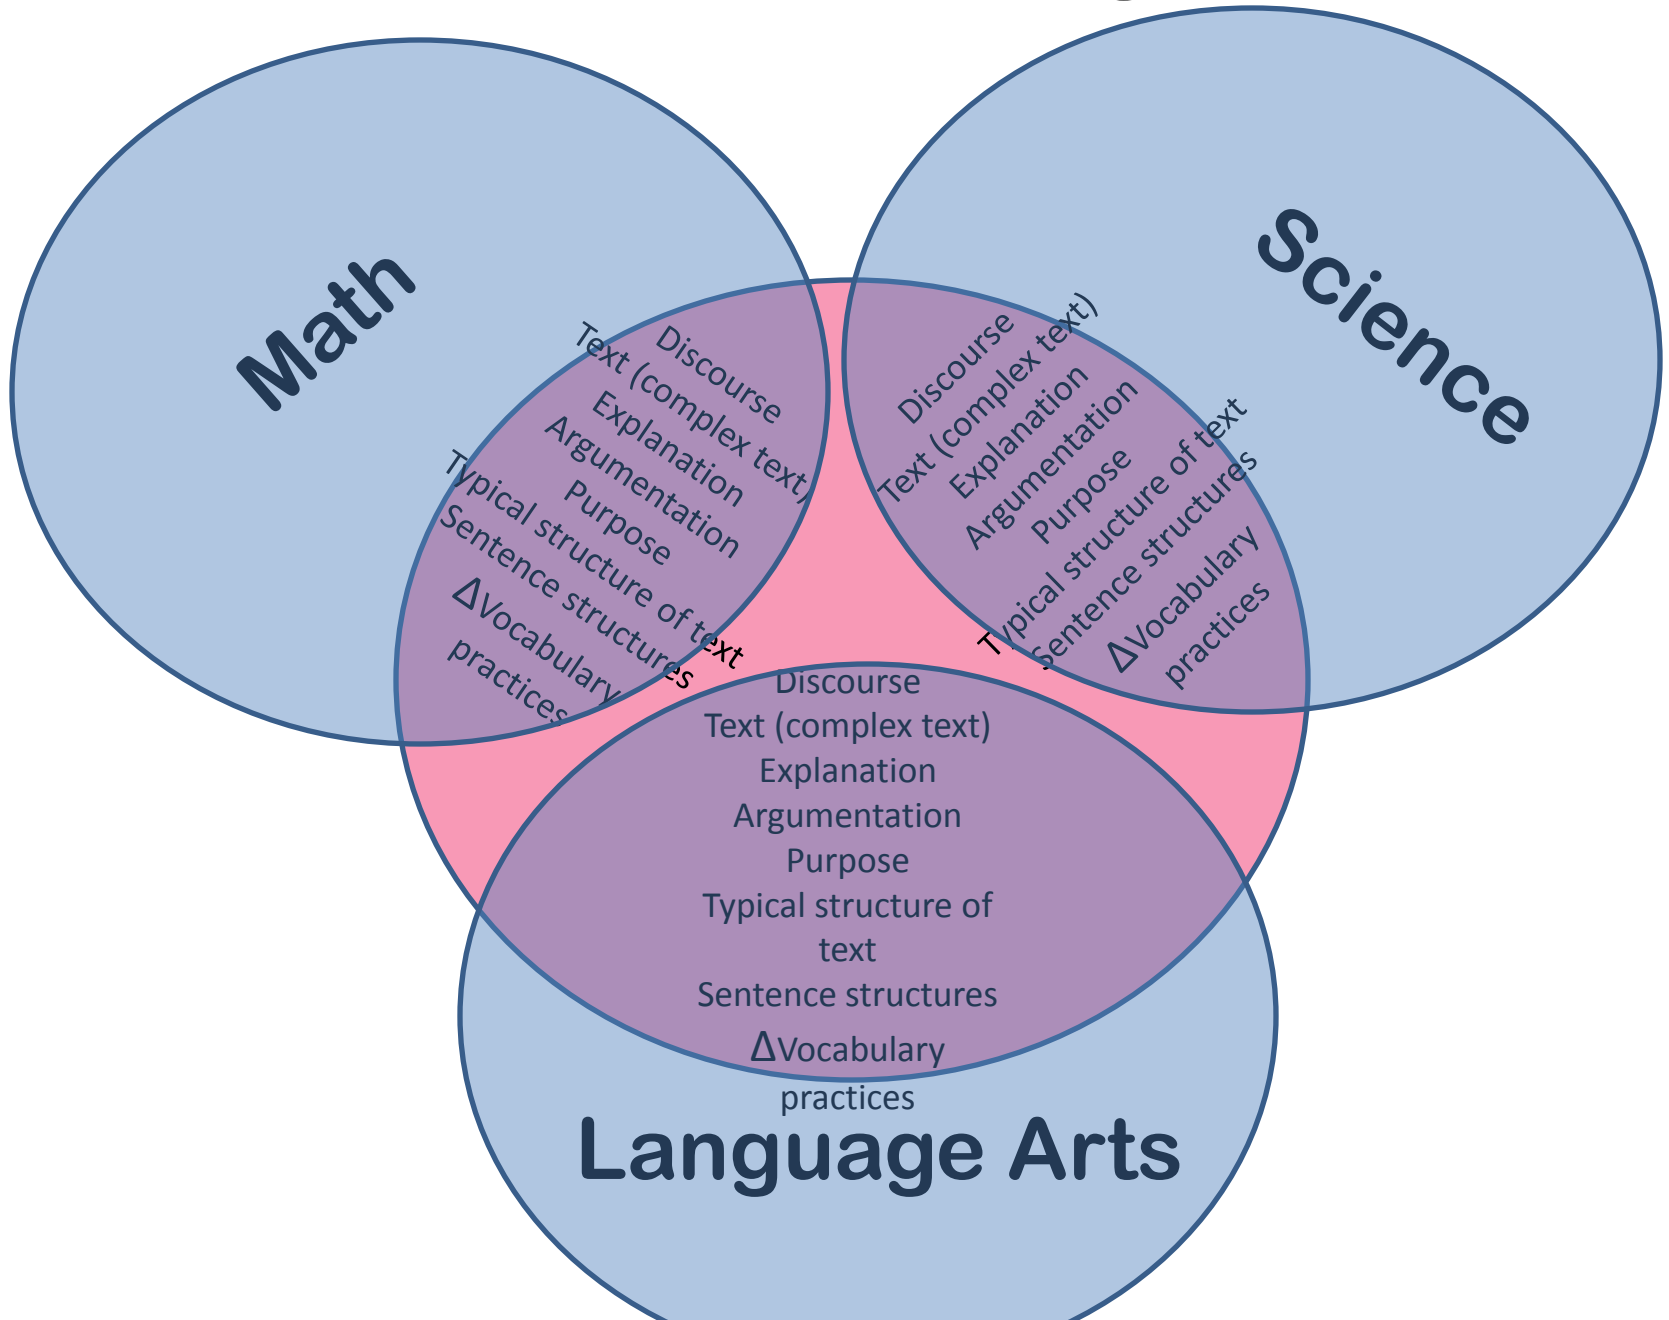 Math
Discourse
Text (complex text)
Explanation
Argumentation
Purpose
Typical structure of text
Sentence structures
ΔVocabulary
practices
Science
Discourse
Text (complex text)
Explanation
Argumentation
Purpose
Typical structure of text
Sentence structures
ΔVocabulary
practices
Discourse
Text (complex text)
Explanation
Argumentation
Purpose
Typical structure of
text
Sentence structures
ΔVocabulary
practices
Language Arts